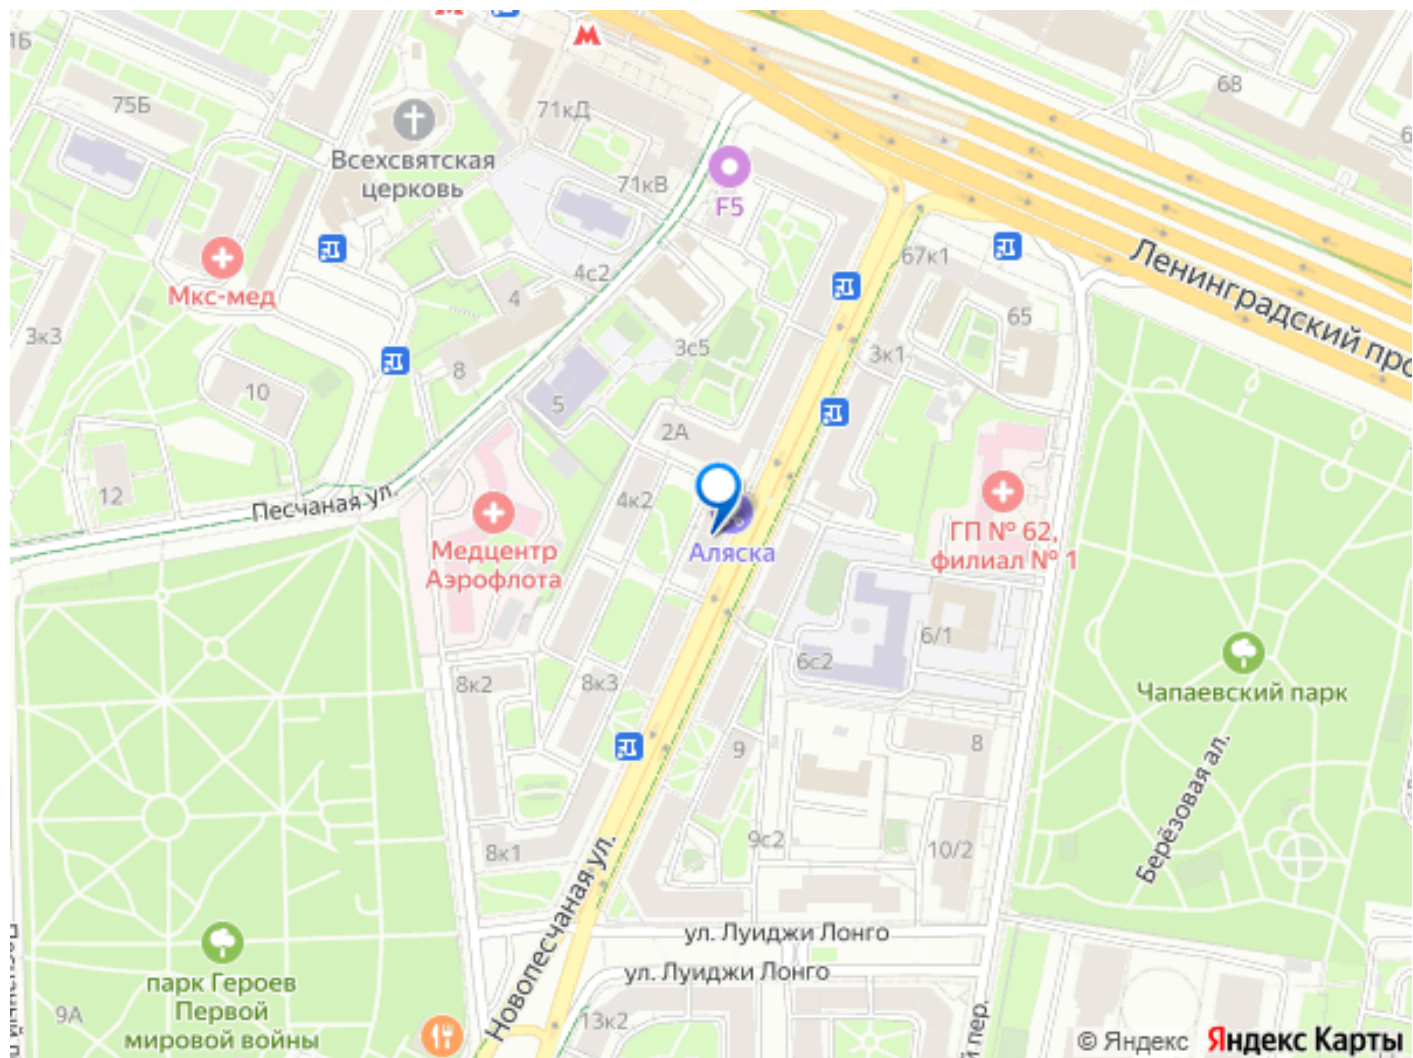 1Б
75Б
71кД
68
Всехсвятская
церковь
71кВ
F5
67к1
Ленинградский про
4с2
Мкс-мед
4
65
3к3
3с5
3к1
8
10
5
2А
12
Песчаная ул.
4к2
Медцентр
Аэрофлота
Аляска
ГП № 62,
филиал № 1
6/1
6с2
8к2
8к3
Чапаевский парк
9
8
Берёзовая ал.
8к1
9с2
10/2
Новопесчаная ул.
ул. Луиджи Лонго
ул. Луиджи Лонго
парк Героев
Первой
мировой войны
9А
13к2
й пер.
© Яндекс Яндекс Карты